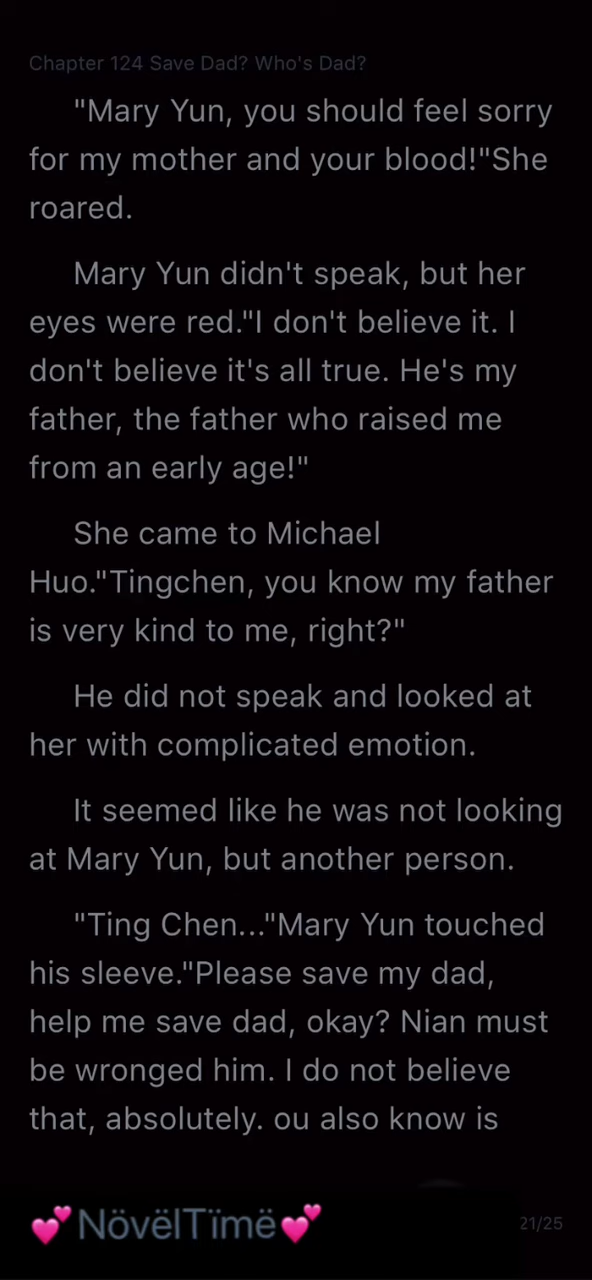 Chapter 124 Save Dad? Who's Dad?
"Mary Yun, you should feel sorry
for my mother and your blood!"She
roared.
Mary Yun didn't speak, but her
eyes were red."I don't believe it. I
don't believe it's all true. He's my
father, the father who raised me
from an early age!"
She came to Michael
Huo."Tingchen, you know my father
is very kind to me, right?"
He did not speak and looked at
her with complicated emotion.
It seemed like he was not looking
at Mary Yun, but another person.
"Ting Chen..."Mary Yun touched
his sleeve."Please save my dad,
help me save dad, okay? Nian must
be wronged him. I do not believe
that, absolutely. ou also know is
💕NövëlTïmë💕
21/25